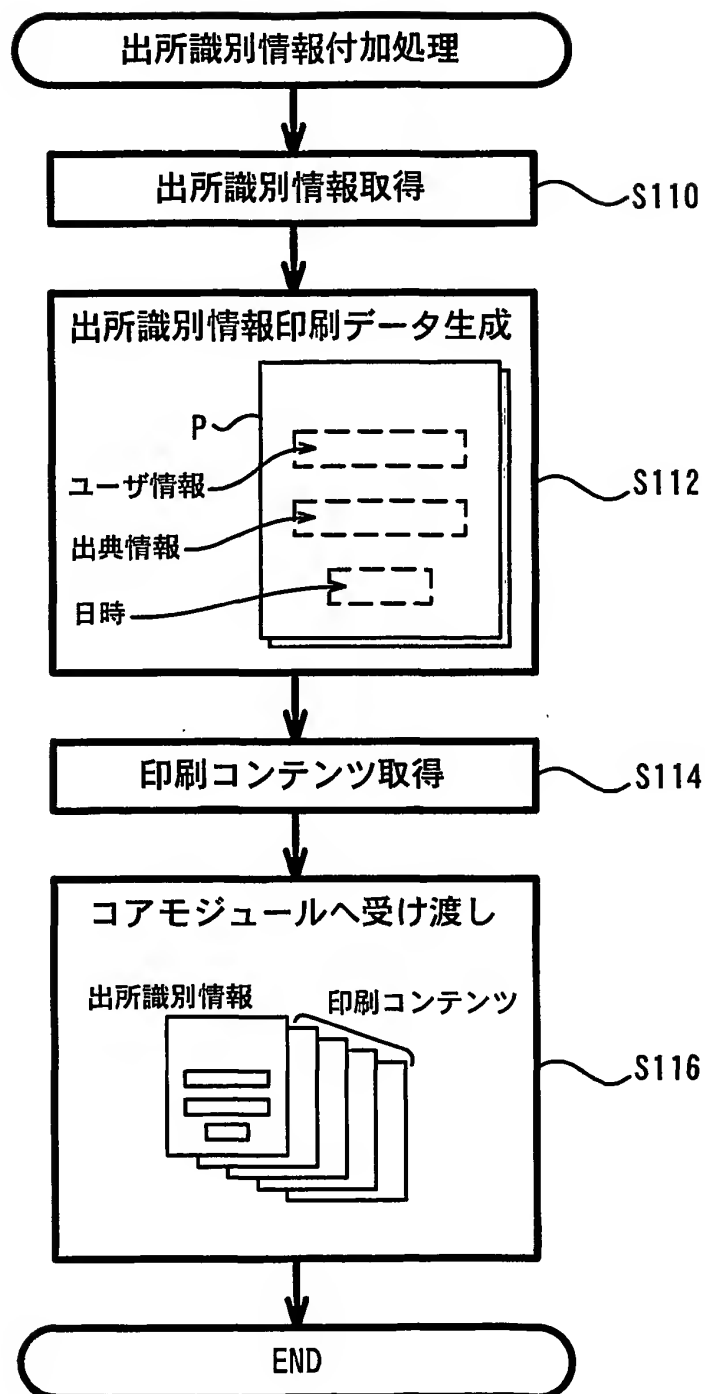 出所識別情報付加処理
出所識別情報取得
S110
出所識別情報印刷データ生成
P
ユーザ情報
出典情報
日時
S112
印刷コンテンツ取得
S114
コアモジュールへ受け渡し
出所識別情報
印刷コンテンツ
S116
END